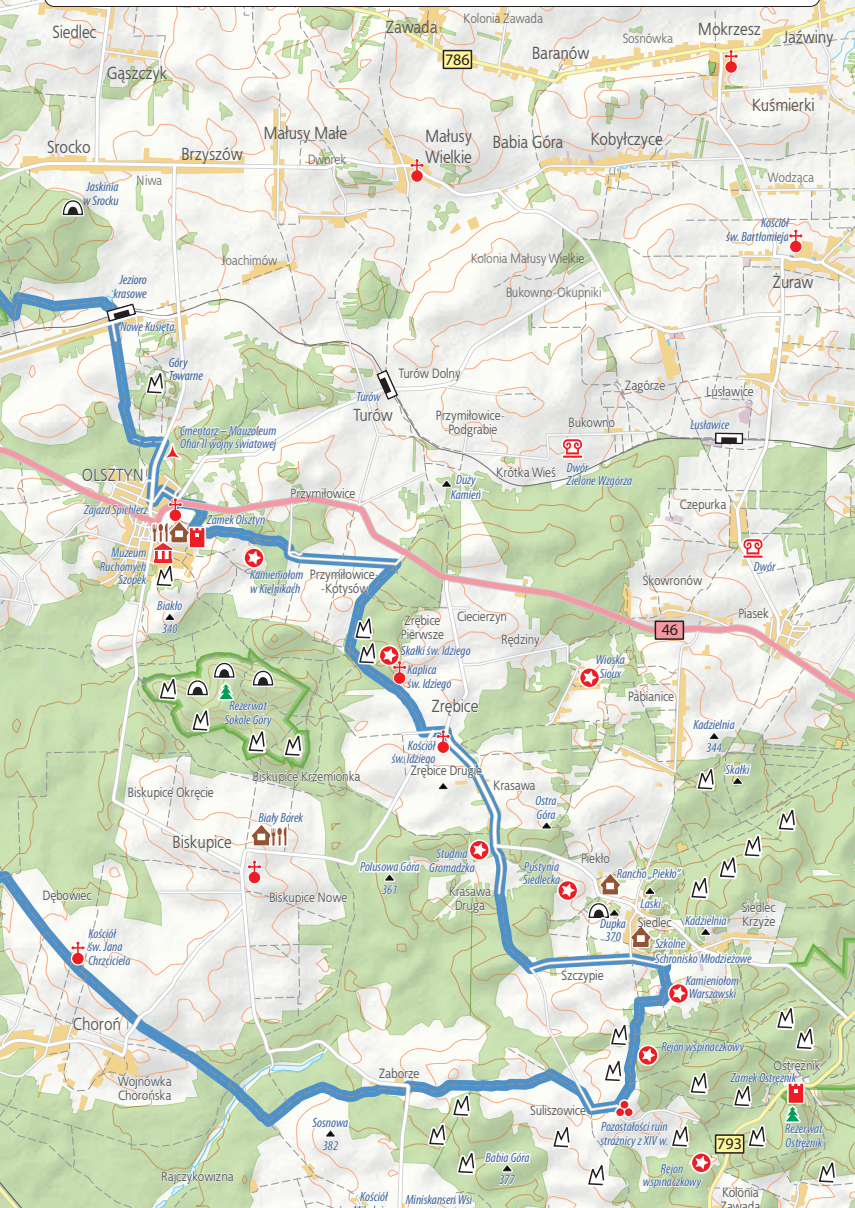 Siedlec
Zawada
Kolonia Zawada
Mokrzesz
Jaźwiny
Sosnówka
Baranów
786
Gąszczyk
Kuśmierki
Srocko
Brzyszów
Małusy Małe
Dworek
Małusy
Wielkie
Babia Góra
Kobyłczyce
Wodząca
Niwa
Jaskinia
w Srocku
Kościół
św. Bartłomieja
Żuraw
Joachimów
Kolonia Małusy Wielkie
Bukowno-Okupniki
Jezioro
krasowe
Nowe Kusięta
Góry
Towarne
Turów Dolny
Turów
Turów
Zagórze
Lusławice
Przymiłowice-
Podgrabie
Bukowno
Lusławice
Cmentarz – Mauzoleum
Ofiar II wojny światowej
OLSZTYN
Krótka Wieś
Dwór
Zielone Wzgórza
Duży
Kamień
Przymiłowice
Zajazd Spichlerz
Zamek Olsztyn
Czepurka
Muzeum
Ruchomych
Szopek
Kamieniołom
w Kielnikach
Przymiłowice-
-Kotysów
Dwór
Skowronów
Biakło
340
Zrębice
Pierwsze
Ciecierzyn
Piasek
46
Rędziny
Skałki św. Idziego
Kaplica
św. Idziego
Wioska
Sioux
Pabianice
Rezerwat
Sokole Góry
Zrębice
Kadzielnia
344
Kościół
św. Idziego
Zrębice Drugie
Skałki
Biskupice Krzemionka
Biskupice Okręcie
Krasawa
Ostra
Góra
Biały Borek
Biskupice
Studnia
Gromadzka
Piekło
Polusowa Góra
361
Pustynia
Siedlecka
Rancho „Piekło”
Dębowiec
Biskupice Nowe
Krasawa
Druga
Laski
Dupka
370
Siedlec
Kadzielnia
Siedlec
Krzyże
Kościół
św. Jana
Chrzciciela
Szkolne
Schronisko Młodzieżowe
Szczypie
Kamieniołom
Warszawski
Choroń
Rejon wspinaczkowy
Ostrężnik
Zamek Ostrężnik
Wojnówka
Chorońska
Zaborze
Suliszowice
Pozostałości ruin
strażnicy z XIV w.
Rezerwat
Ostrężnik
Sosnowa
382
793
Babia Góra
377
Rejon
wspinaczkowy
Rajczykowizna
Kościół
Miniskansen Wsi
Kolonia
Zawada